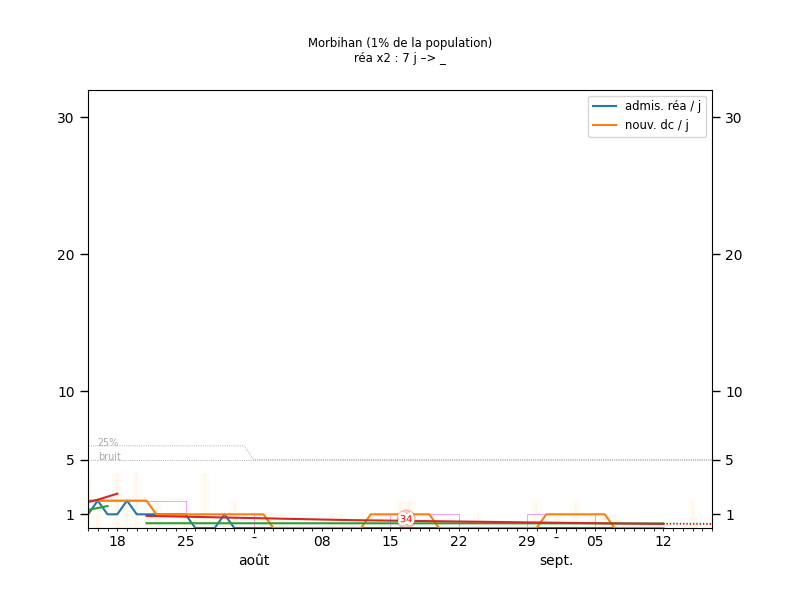 Morbihan (1% de la population)
réa x2 : 7 j –> _
admis. réa / j
nouv. dc / j
30
30
20
20
10
10
25%
bruit
5
5
1
1
34
18 25 - 08 15 22 29 - 05 12
août sept.